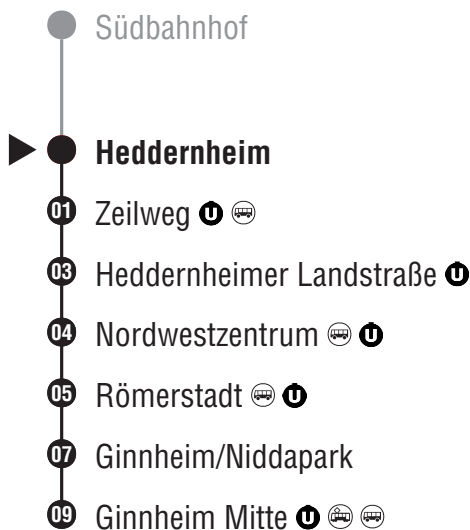 Südbahnhof
Heddernheim
01 Zeilweg U
03 Heddernheimer Landstraße U
04 Nordwestzentrum U
05 Römerstadt U
07 Ginnheim/Niddapark
09 Ginnheim Mitte U